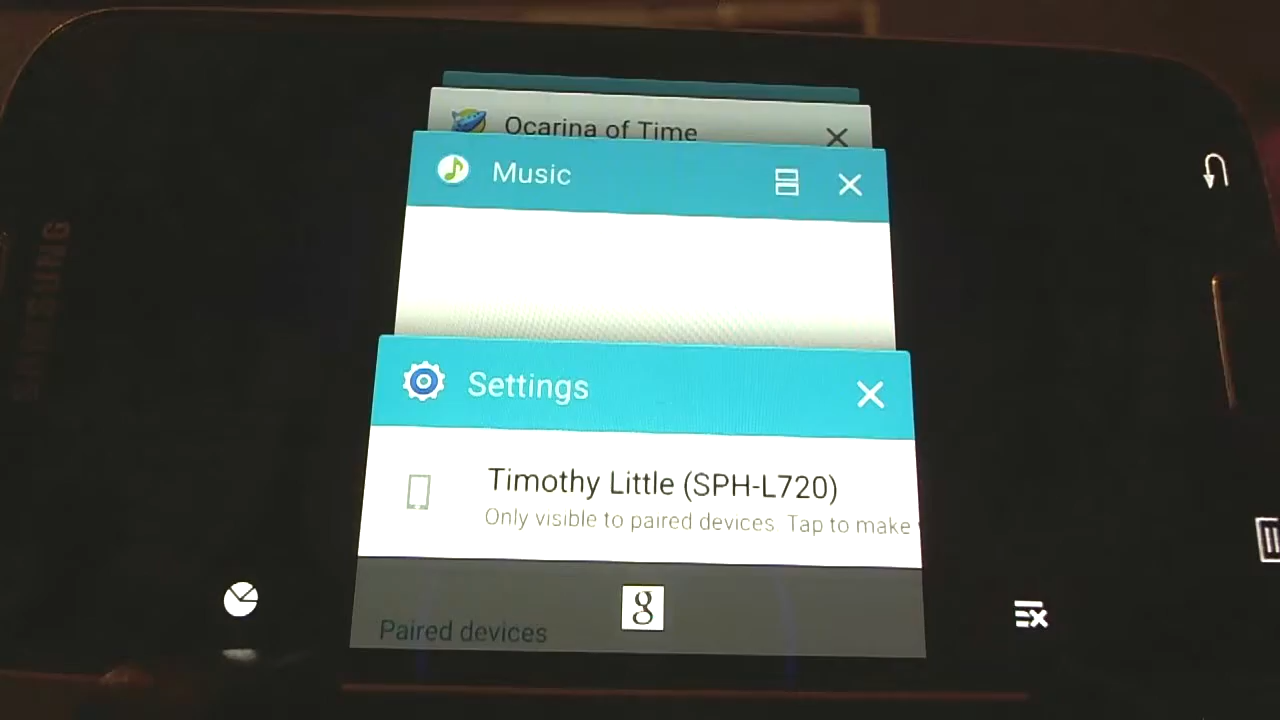 SAMSUNG
Ocarina of Time
Music
Settings
Timothy Little (SPH-L720)
Only visible to paired devices Tap to make
g
Paired devices